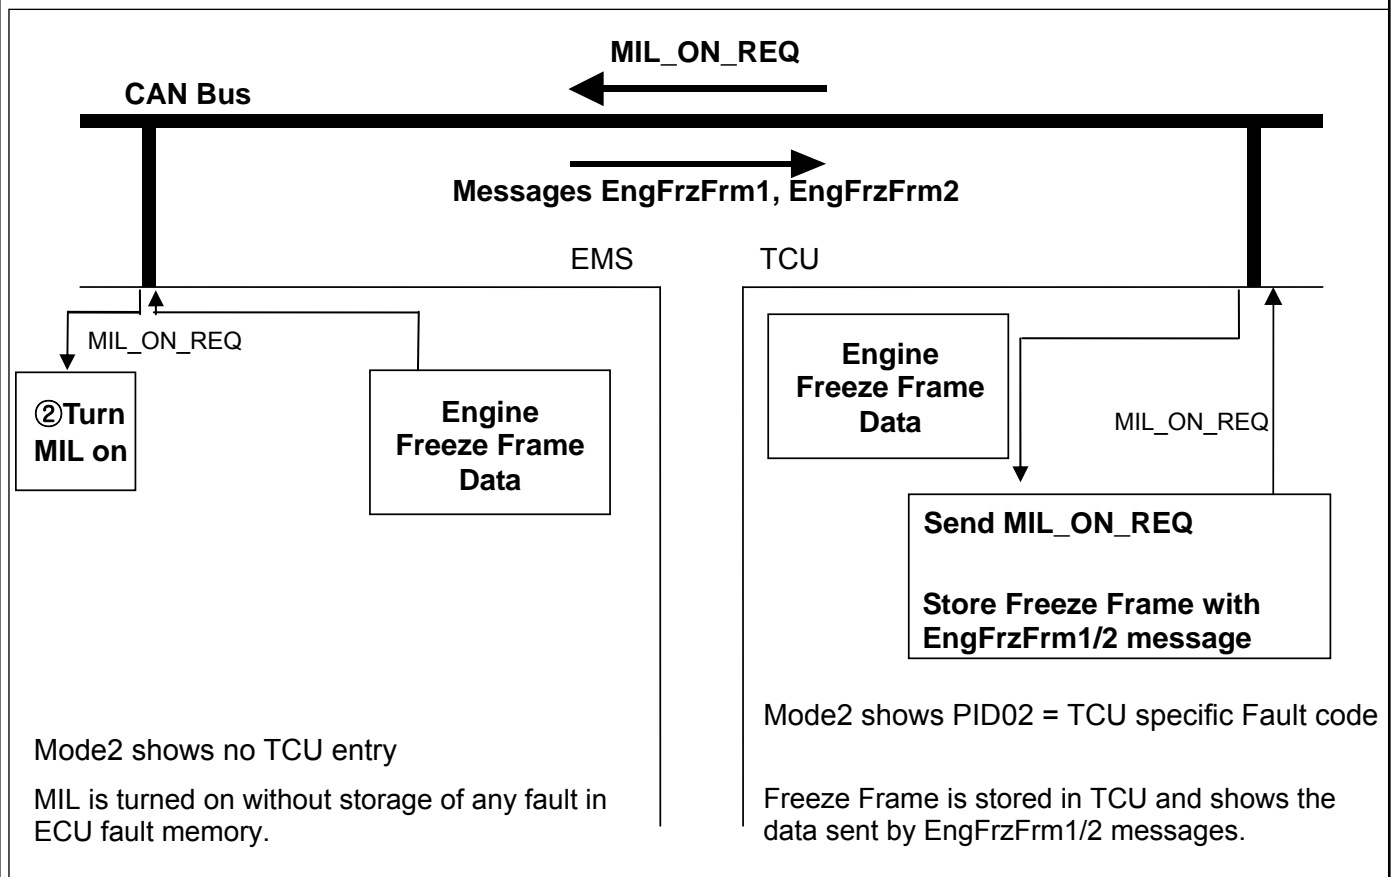 MIL_ON_REQ
CAN Bus
Messages EngFrzFrm1, EngFrzFrm2
EMS
TCU
MIL_ON_REQ
②Turn
MIL on
Engine
Freeze Frame
Data
Engine
Freeze Frame
Data
MIL_ON_REQ
Send MIL_ON_REQ
Store Freeze Frame with
EngFrzFrm1/2 message
Mode2 shows no TCU entry
MIL is turned on without storage of any fault in
ECU fault memory.
Mode2 shows PID02 = TCU specific Fault code
Freeze Frame is stored in TCU and shows the
data sent by EngFrzFrm1/2 messages.